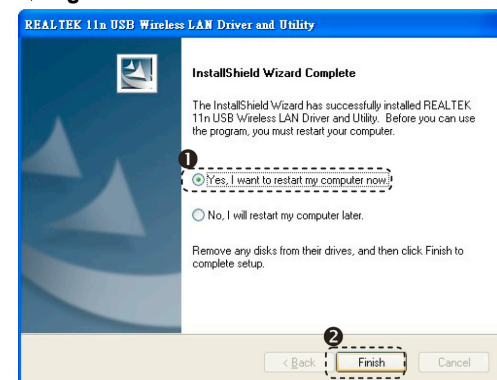 REALTEK 11n USB Wireless LAN Driver and Utility
InstallShield Wizard Complete
The InstallShield Wizard has successfully installed REALTEK
11n USB Wireless LAN Driver and Utility. Before you can use
the program, you must restart your computer.
❶
Yes, I want to restart my computer now.
No, I will restart my computer later.
Remove any disks from their drives, and then click Finish to
complete setup.
❷
< Back Finish Cancel